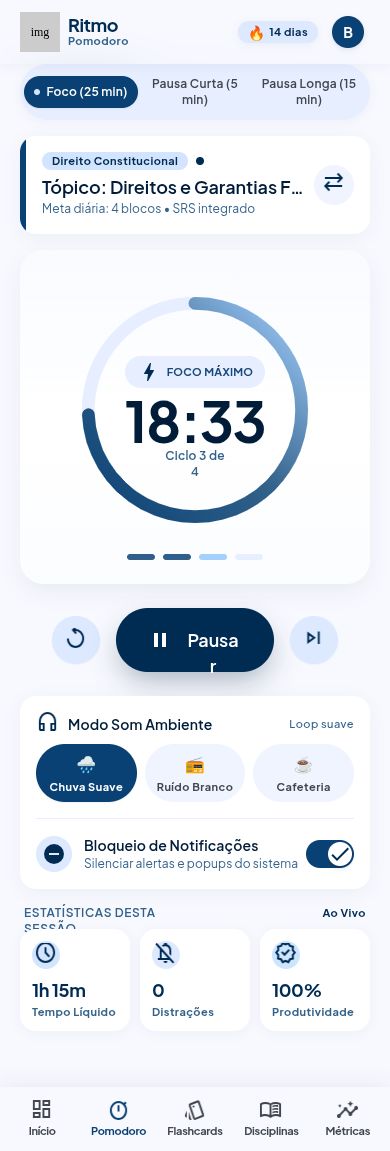 img
Ritmo
Pomodoro
🔥 14 dias
B
Foco (25 min)
Pausa Curta (5
min)
Pausa Longa (15
min)
Direito Constitucional
Tópico: Direitos e Garantias F...
Meta diária: 4 blocos • SRS integrado
FOCO MÁXIMO
18:33
Ciclo 3 de
4
Pausa
r
Modo Som Ambiente
Loop suave
Chuva Suave
Ruído Branco
Cafeteria
Bloqueio de Notificações
Silenciar alertas e popups do sistema
ESTATÍSTICAS DESTA
SESSÃO
Ao Vivo
1h 15m
Tempo Líquido
0
Distrações
100%
Produtividade
Início
Pomodoro
Flashcards
Disciplinas
Métricas